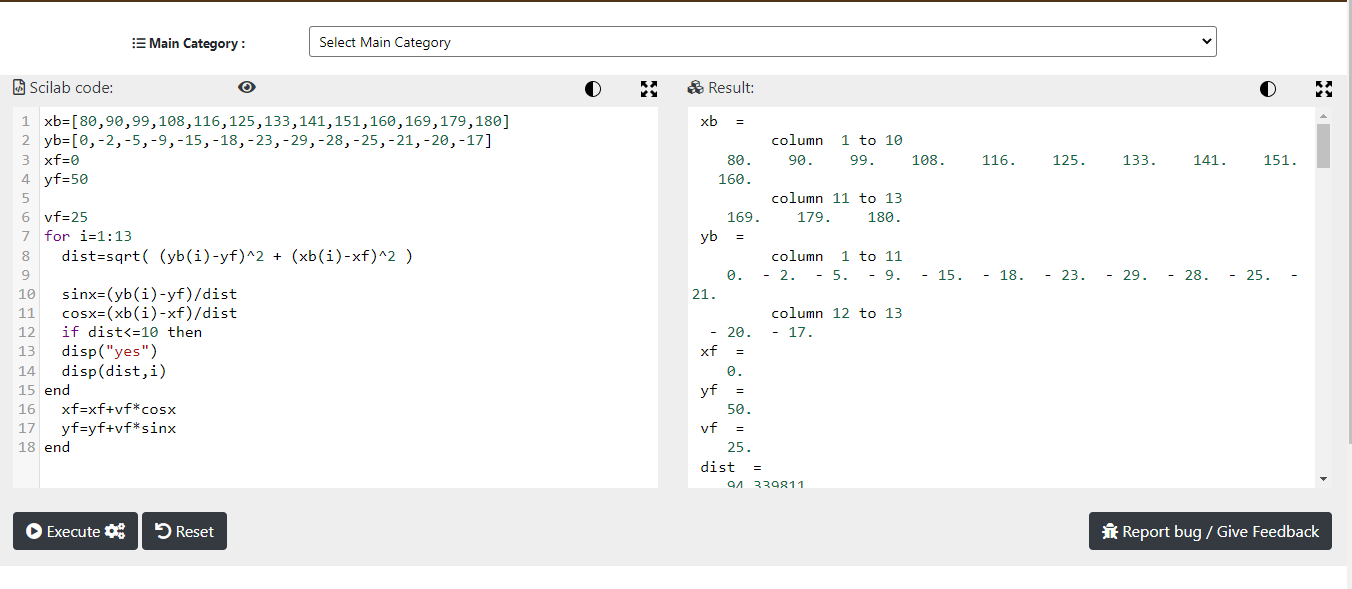 Main Category :
Select Main Category
Scilab code:
1 xb=[80,90,99,108,116,125,133,141,151,160,169,179,180]
2 yb=[0,-2,-5,-9,-15,-18,-23,-29,-28,-25,-21,-20,-17]
3 xf=0
4 yf=50
5
6 vf=25
7 for i=1:13
8   dist=sqrt( (yb(i)-yf)^2 + (xb(i)-xf)^2 )
9
10   sinx=(yb(i)-yf)/dist
11   cosx=(xb(i)-xf)/dist
12   if dist<=10 then
13   disp("yes")
14   disp(dist,i)
15 end
16   xf=xf+vf*cosx
17   yf=yf+vf*sinx
18 end
Result:
xb  =
column  1 to 10
80.    90.    99.    108.    116.    125.    133.    141.    151.
160.
column 11 to 13
169.    179.    180.
yb  =
column  1 to 11
0.  - 2.  - 5.  - 9.  - 15.  - 18.  - 23.  - 29.  - 28.  - 25.  -
21.
column 12 to 13
- 20.  - 17.
xf  =
0.
yf  =
50.
vf  =
25.
dist  =
94.339811
Execute
Reset
Report bug / Give Feedback